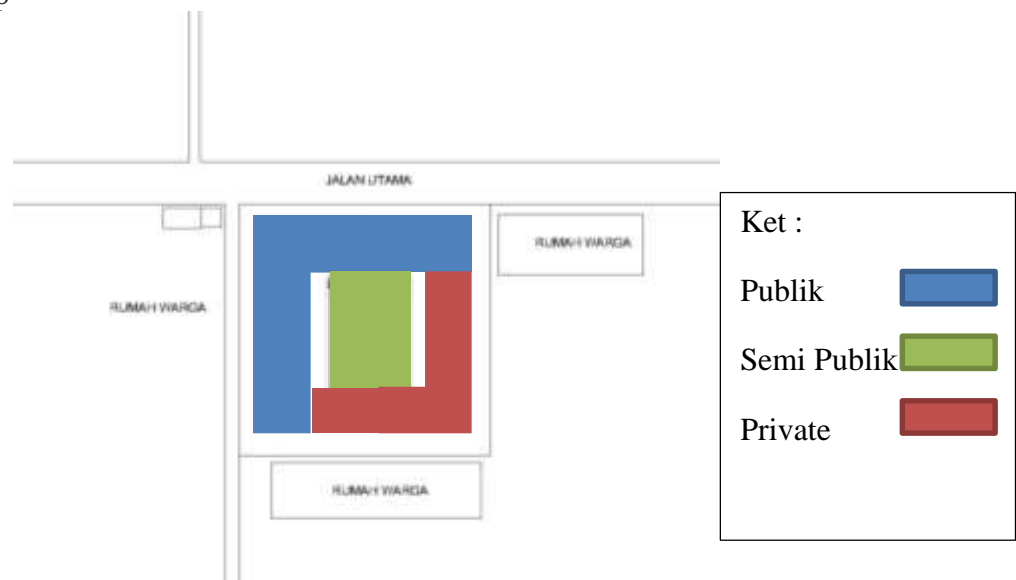 JALAN UTAMA
RUMAH WARGA
RUMAH WARGA
RUMAH WARGA
Ket :
Publik
Semi Publik
Private